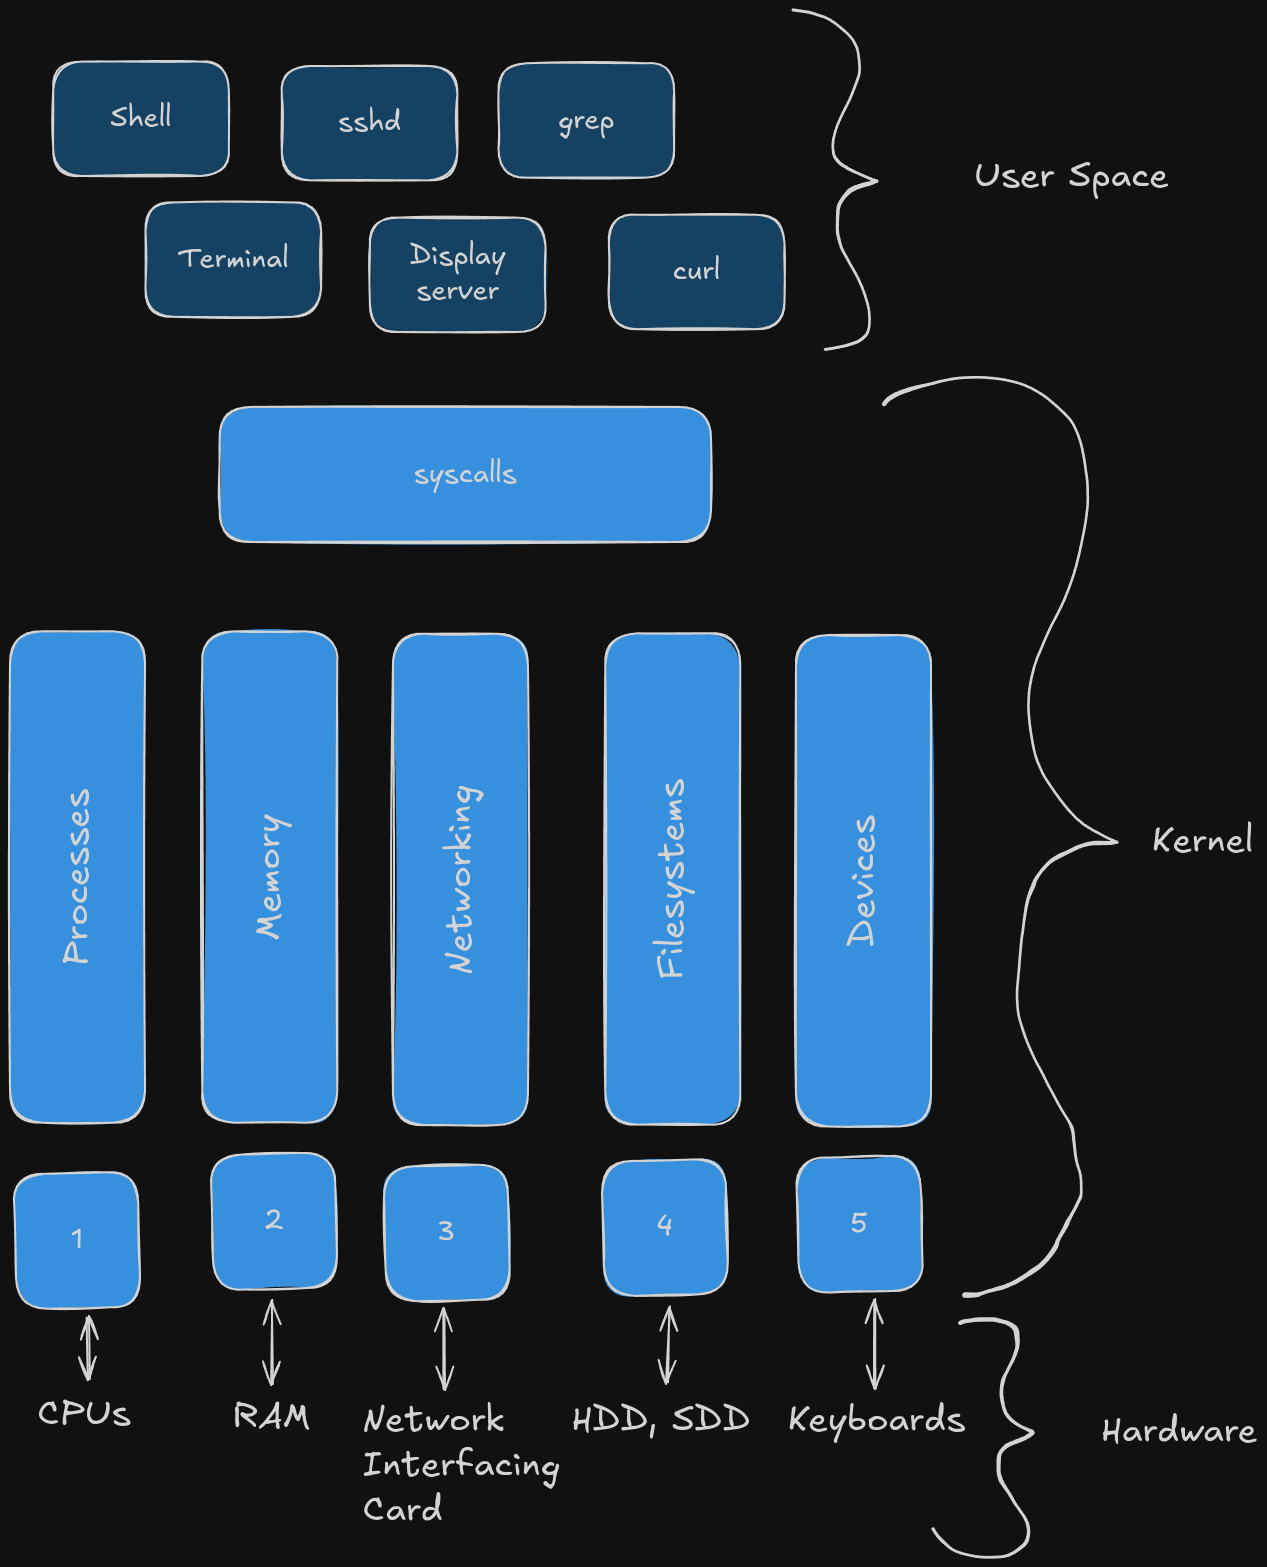 Shell
sshd
grep
User Space
Terminal
Display
server
curl
syscalls
Processes
Memory
Networking
Filesystems
Devices
Kernel
1
2
3
4
5
CPUs
RAM
Network
Interfacing
Card
HDD, SDD
Keyboards
Hardware